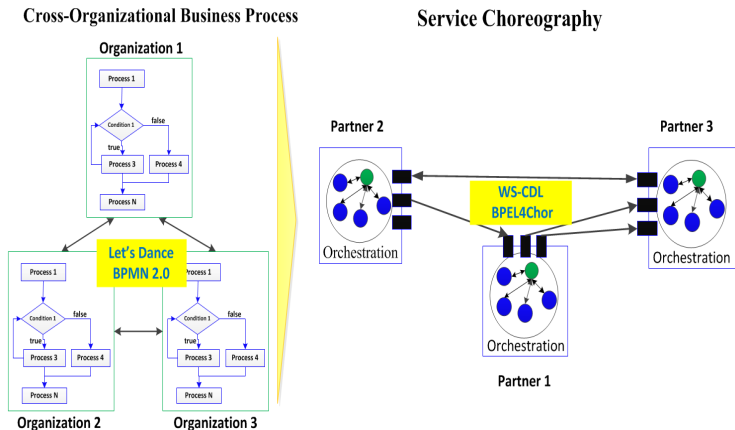 Cross-Organizational Business Process
Service Choreography
Organization 1
Process 1
Condition 1
false
true
Process 3
Process 4
Process N
Let's Dance
BPMN 2.0
Process 1
Condition 1
false
true
Process 3
Process 4
Process N
Organization 2
Process 1
Condition 1
false
true
Process 3
Process 4
Process N
Organization 3
Partner 2
Orchestration
WS-CDL
BPEL4Chor
Partner 3
Orchestration
Orchestration
Partner 1